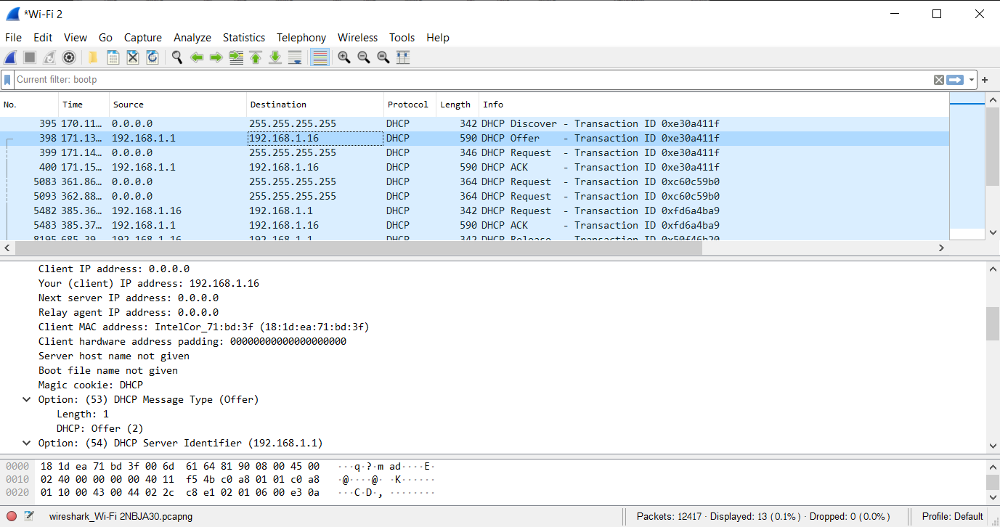 *Wi-Fi 2
File Edit View Go Capture Analyze Statistics Telephony Wireless Tools Help
Current filter: bootp
No. Time Source Destination Protocol Length Info
395 170.11… 0.0.0.0 255.255.255.255 DHCP 342 DHCP Discover - Transaction ID 0xe30a411f
398 171.13… 192.168.1.1 192.168.1.16 DHCP 590 DHCP Offer - Transaction ID 0xe30a411f
399 171.14… 0.0.0.0 255.255.255.255 DHCP 346 DHCP Request - Transaction ID 0xe30a411f
400 171.15… 192.168.1.1 192.168.1.16 DHCP 590 DHCP ACK - Transaction ID 0xe30a411f
5083 361.86… 0.0.0.0 255.255.255.255 DHCP 364 DHCP Request - Transaction ID 0xc60c59b0
5093 362.88… 0.0.0.0 255.255.255.255 DHCP 364 DHCP Request - Transaction ID 0xc60c59b0
5482 385.36… 192.168.1.16 192.168.1.1 DHCP 342 DHCP Request - Transaction ID 0xfd6a4ba9
5483 385.37… 192.168.1.1 192.168.1.16 DHCP 590 DHCP ACK - Transaction ID 0xfd6a4ba9
8195 685.39… 192.168.1.16 192.168.1.1 DHCP 342 DHCP Release - Transaction ID 0x50f46b20
Client IP address: 0.0.0.0
Your (client) IP address: 192.168.1.16
Next server IP address: 0.0.0.0
Relay agent IP address: 0.0.0.0
Client MAC address: IntelCor_71:bd:3f (18:1d:ea:71:bd:3f)
Client hardware address padding: 00000000000000000000
Server host name not given
Boot file name not given
Magic cookie: DHCP
Option: (53) DHCP Message Type (Offer)
Length: 1
DHCP: Offer (2)
Option: (54) DHCP Server Identifier (192.168.1.1)
0000 18 1d ea 71 bd 3f 00 6d 61 64 81 90 08 00 45 00 ···q·?·m ad····E·
0010 02 40 00 00 00 00 40 11 f5 4b c0 a8 01 01 c0 a8 ·@····@· ·K······
0020 01 10 00 43 00 44 02 2c c8 e1 02 01 06 00 e3 0a ···C·D·, ········
wireshark_Wi-Fi 2NBJA30.pcapng Packets: 12417 · Displayed: 13 (0.1%) · Dropped: 0 (0.0%) Profile: Default